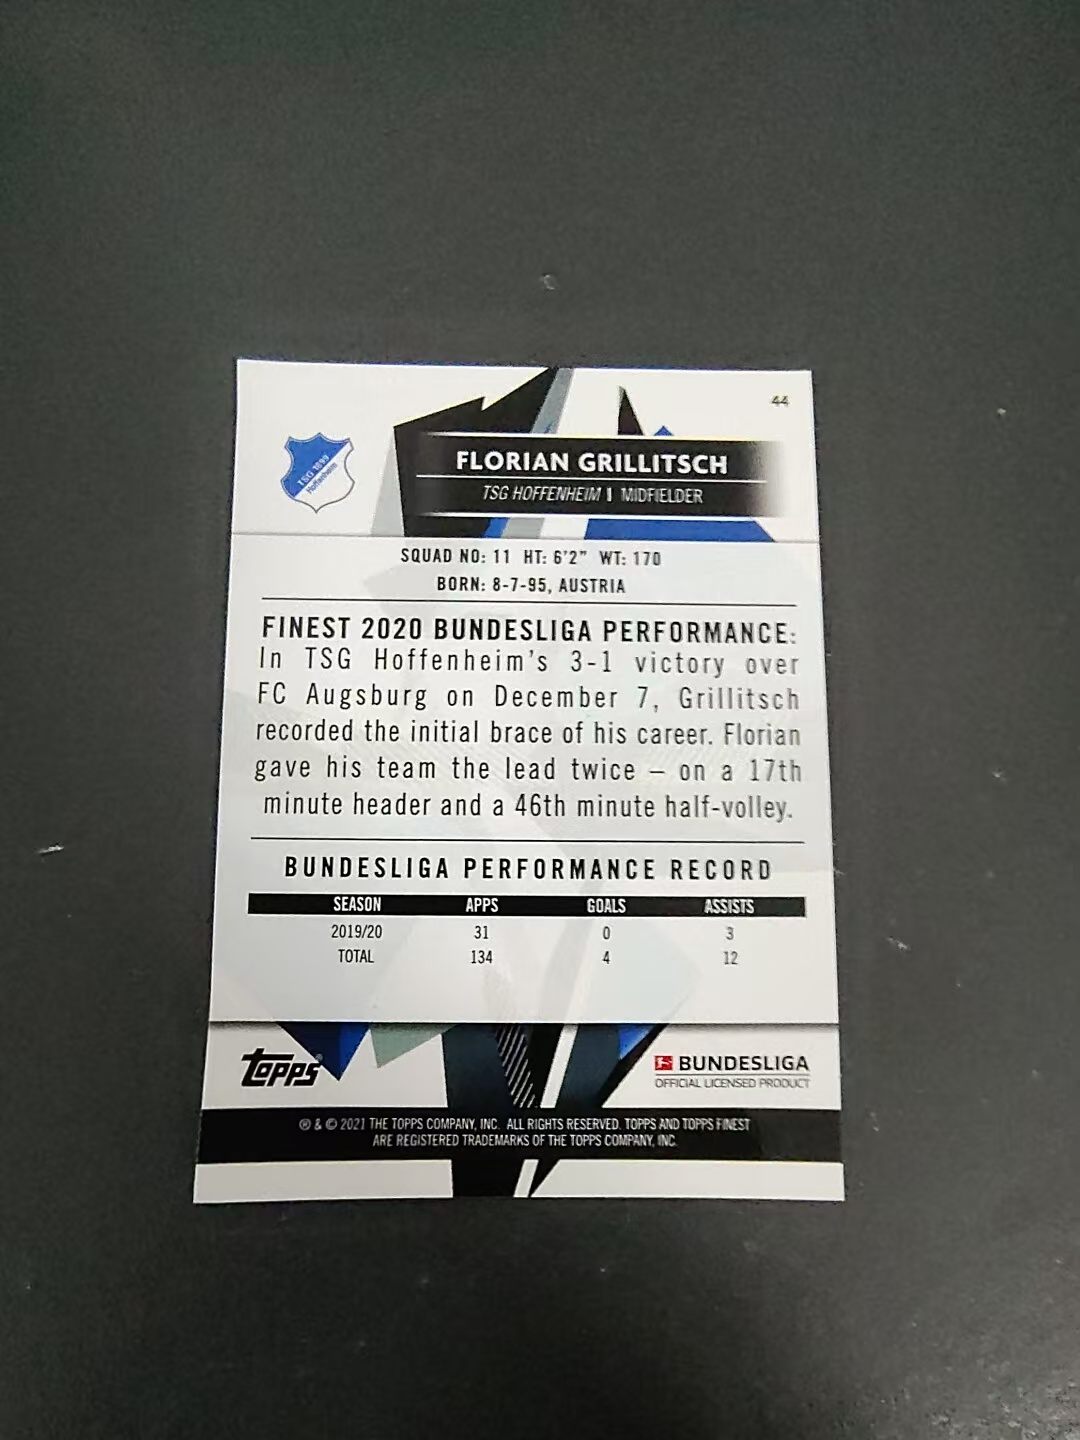 44
TSG 1899
Hoffenheim
FLORIAN GRILLITSCH
TSG HOFFENHEIM | MIDFIELDER
SQUAD NO: 11 HT: 6'2" WT: 170
BORN: 8-7-95, AUSTRIA
FINEST 2020 BUNDESLIGA PERFORMANCE:
In TSG Hoffenheim's 3-1 victory over
FC Augsburg on December 7, Grillitsch
recorded the initial brace of his career. Florian
gave his team the lead twice – on a 17th
minute header and a 46th minute half-volley.
BUNDESLIGA PERFORMANCE RECORD
SEASON APPS GOALS ASSISTS
2019/20 31 0 3
TOTAL 134 4 12
topps®
BUNDESLIGA
OFFICIAL LICENSED PRODUCT
® & © 2021 THE TOPPS COMPANY, INC. ALL RIGHTS RESERVED. TOPPS AND TOPPS FINEST
ARE REGISTERED TRADEMARKS OF THE TOPPS COMPANY, INC.